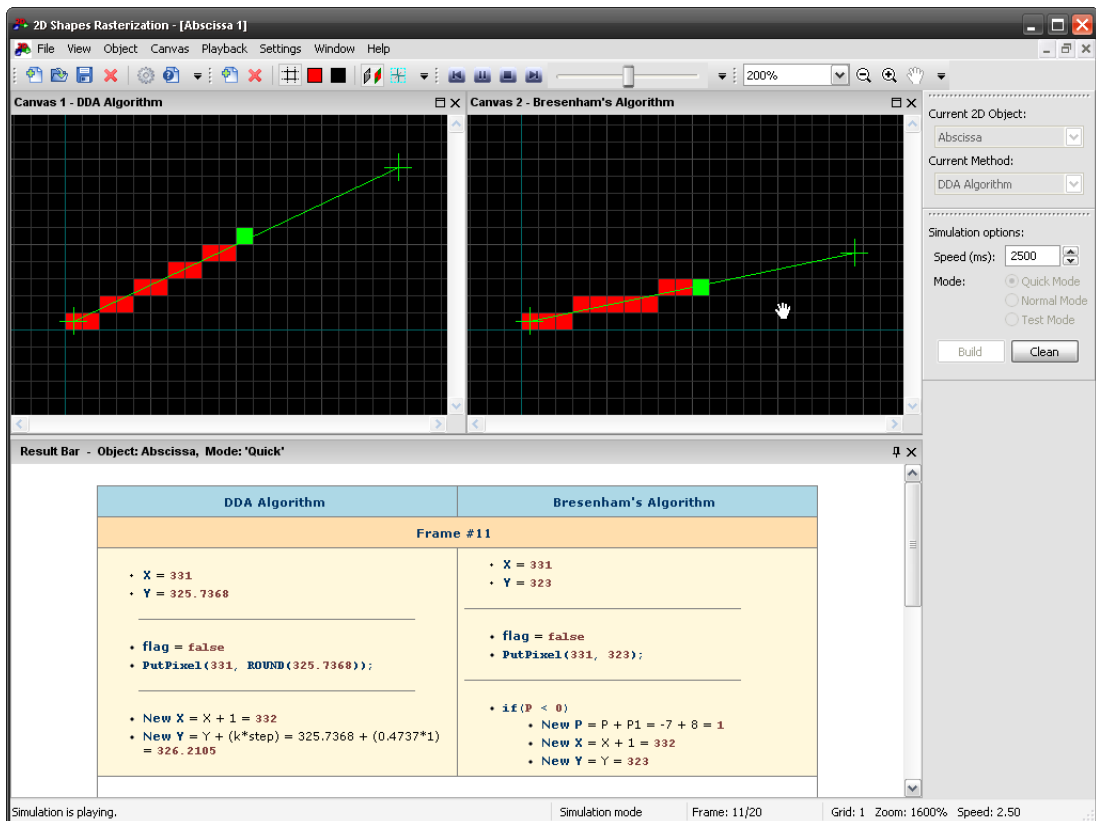 2D Shapes Rasterization - [Abscissa 1]
File View Object Canvas Playback Settings Window Help
200%
Canvas 1 - DDA Algorithm
Canvas 2 - Bresenham's Algorithm
Current 2D Object:
Abscissa
Current Method:
DDA Algorithm
Simulation options:
Speed (ms): 2500
Mode: Quick Mode
Normal Mode
Test Mode
Build Clean
Result Bar - Object: Abscissa, Mode: 'Quick'
DDA Algorithm
Bresenham's Algorithm
Frame #11
X = 331
Y = 325.7368
flag = false
PutPixel(331, ROUND(325.7368));
New X = X + 1 = 332
New Y = Y + (k*step) = 325.7368 + (0.4737*1)
= 326.2105
X = 331
Y = 323
flag = false
PutPixel(331, 323);
if(P < 0)
New P = P + P1 = -7 + 8 = 1
New X = X + 1 = 332
New Y = Y = 323
Simulation is playing.
Simulation mode
Frame: 11/20
Grid: 1 Zoom: 1600% Speed: 2.50